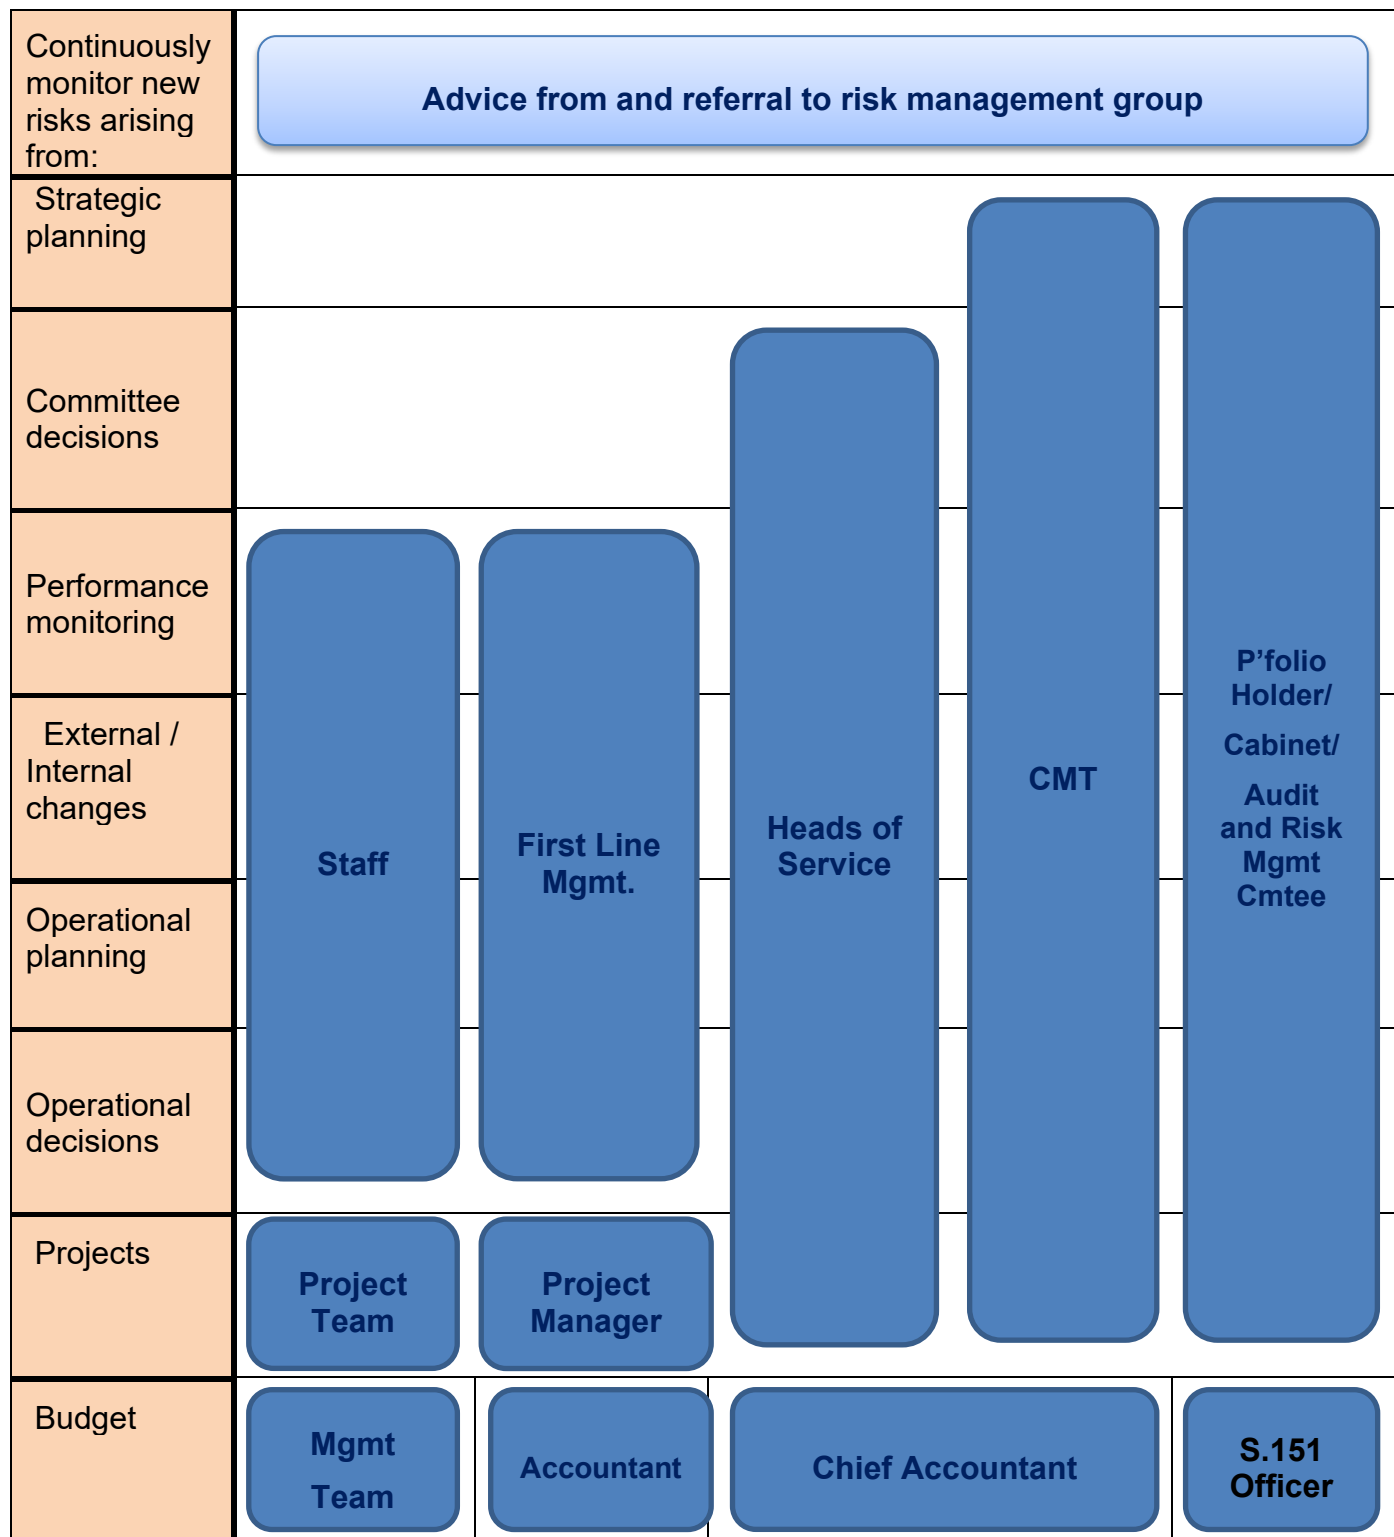 Continuously
monitor new
risks arising
from:
Advice from and referral to risk management group
Strategic
planning
Committee
decisions
Performance
monitoring
External /
Internal
changes
Operational
planning
Operational
decisions
Staff
First Line
Mgmt.
Heads of
Service
CMT
P’folio
Holder/
Cabinet/
Audit
and Risk
Mgmt
Cmtee
Projects
Project
Team
Project
Manager
Budget
Mgmt
Team
Accountant
Chief Accountant
S.151
Officer